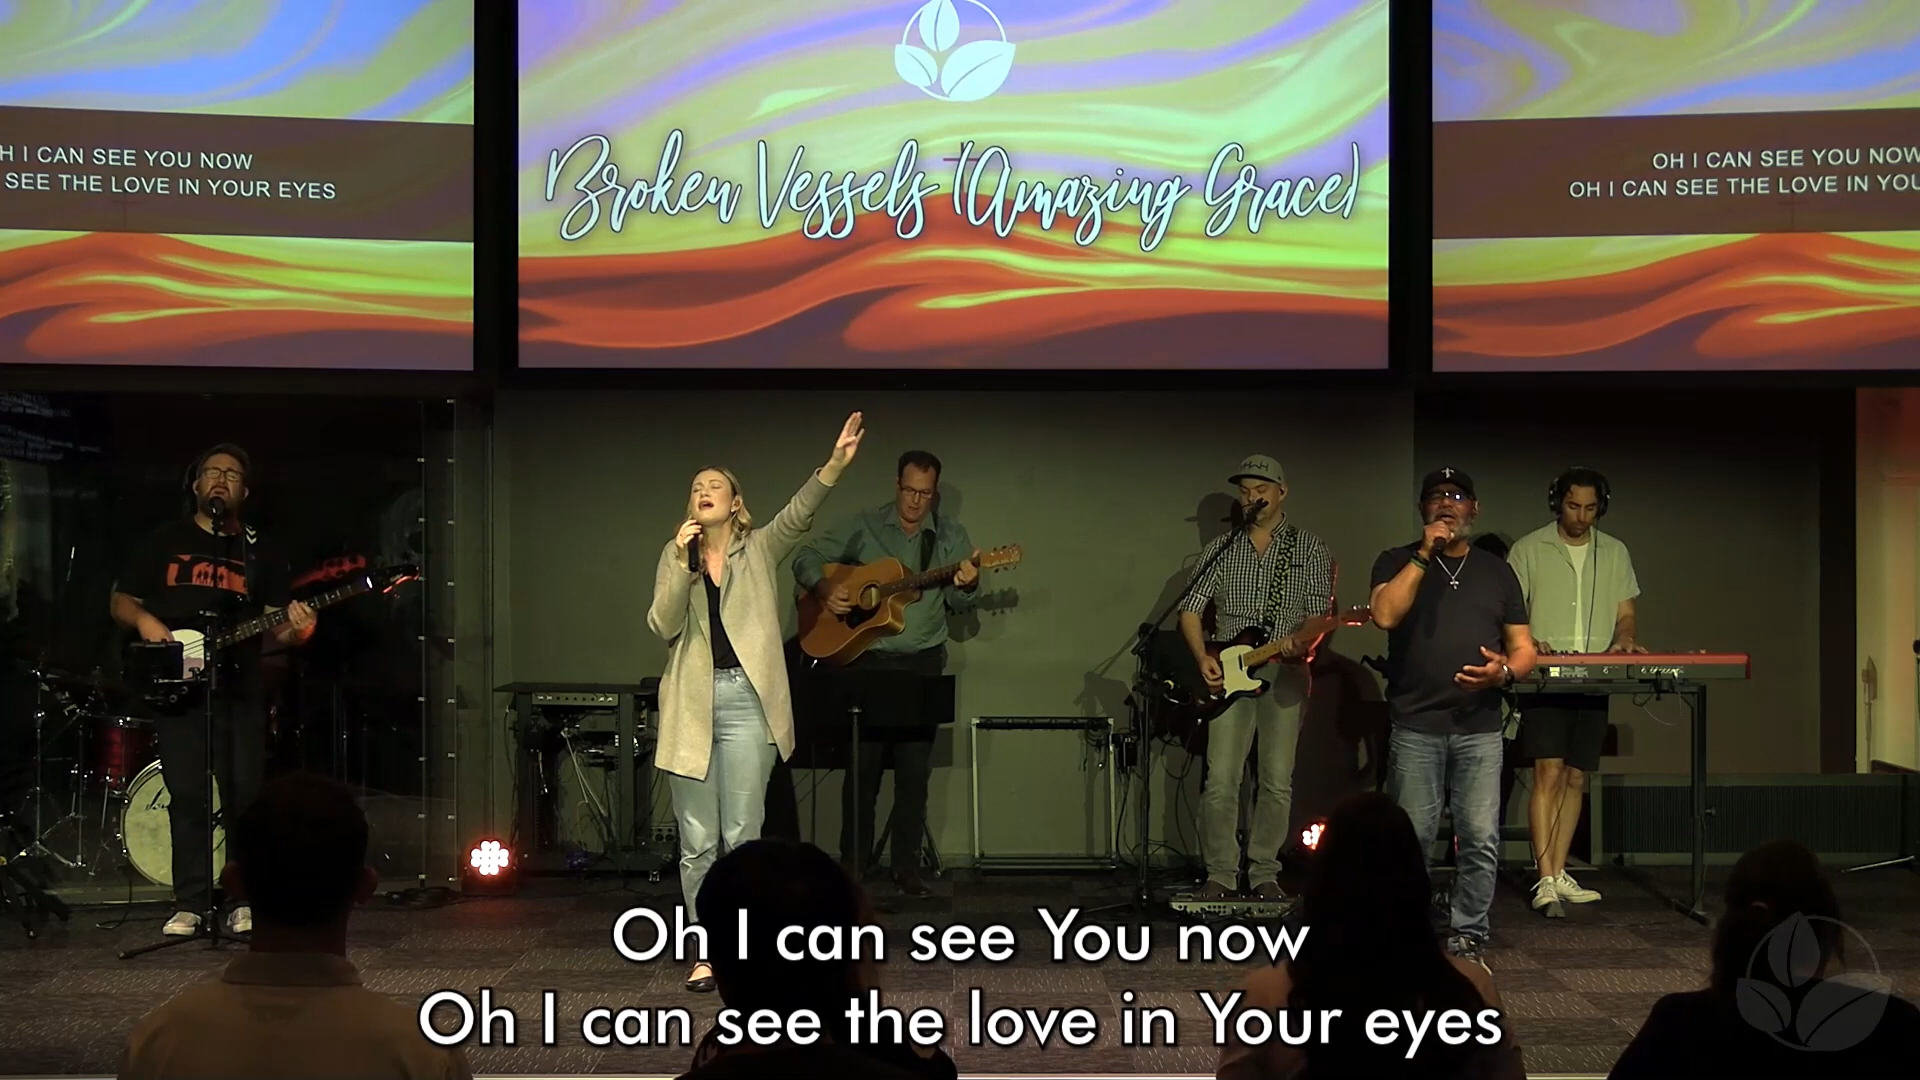 H I CAN SEE YOU NOW
SEE THE LOVE IN YOUR EYES
Broken Vessels (Amazing Grace)
OH I CAN SEE YOU NOW
OH I CAN SEE THE LOVE IN YOU
Oh I can see You now
Oh I can see the love in Your eyes